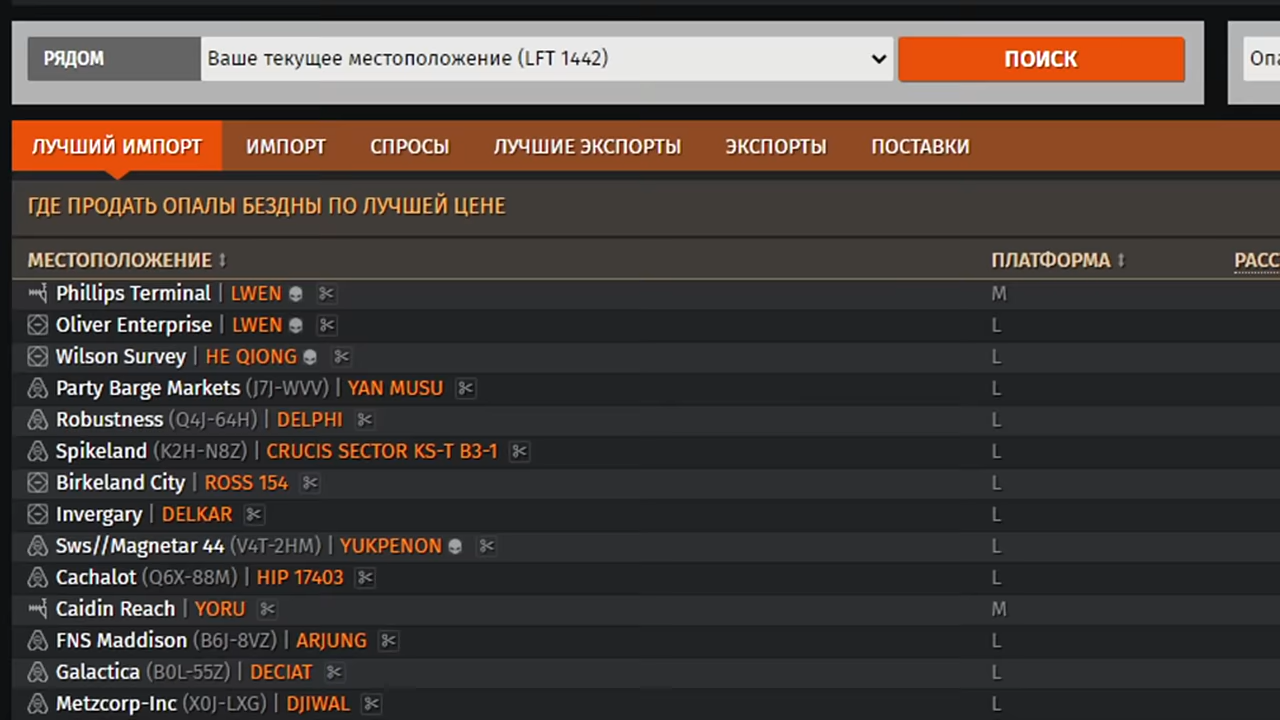 РЯДОМ Ваше текущее местоположение (LFT 1442) ПОИСК
ЛУЧШИЙ ИМПОРТ ИМПОРТ СПРОСЫ ЛУЧШИЕ ЭКСПОРТЫ ЭКСПОРТЫ ПОСТАВКИ
ГДЕ ПРОДАТЬ ОПАЛЫ БЕЗДНЫ ПО ЛУЧШЕЙ ЦЕНЕ
МЕСТОПОЛОЖЕНИЕ ПЛАТФОРМА
Phillips Terminal | LWEN M
Oliver Enterprise | LWEN L
Wilson Survey | HE QIONG L
Party Barge Markets (J7J-WVV) | YAN MUSU L
Robustness (Q4J-64H) | DELPHI L
Spikeland (K2H-N8Z) | CRUCIS SECTOR KS-T B3-1 L
Birkeland City | ROSS 154 L
Invergary | DELKAR L
Sws//Magnetar 44 (V4T-2HM) | YUKPENON L
Cachalot (Q6X-88M) | HIP 17403 L
Caidin Reach | YORU M
FNS Maddison (B6J-8VZ) | ARJUNG L
Galactica (B0L-55Z) | DECIAT L
Metzcorp-Inc (X0J-LXG) | DJIWAL L